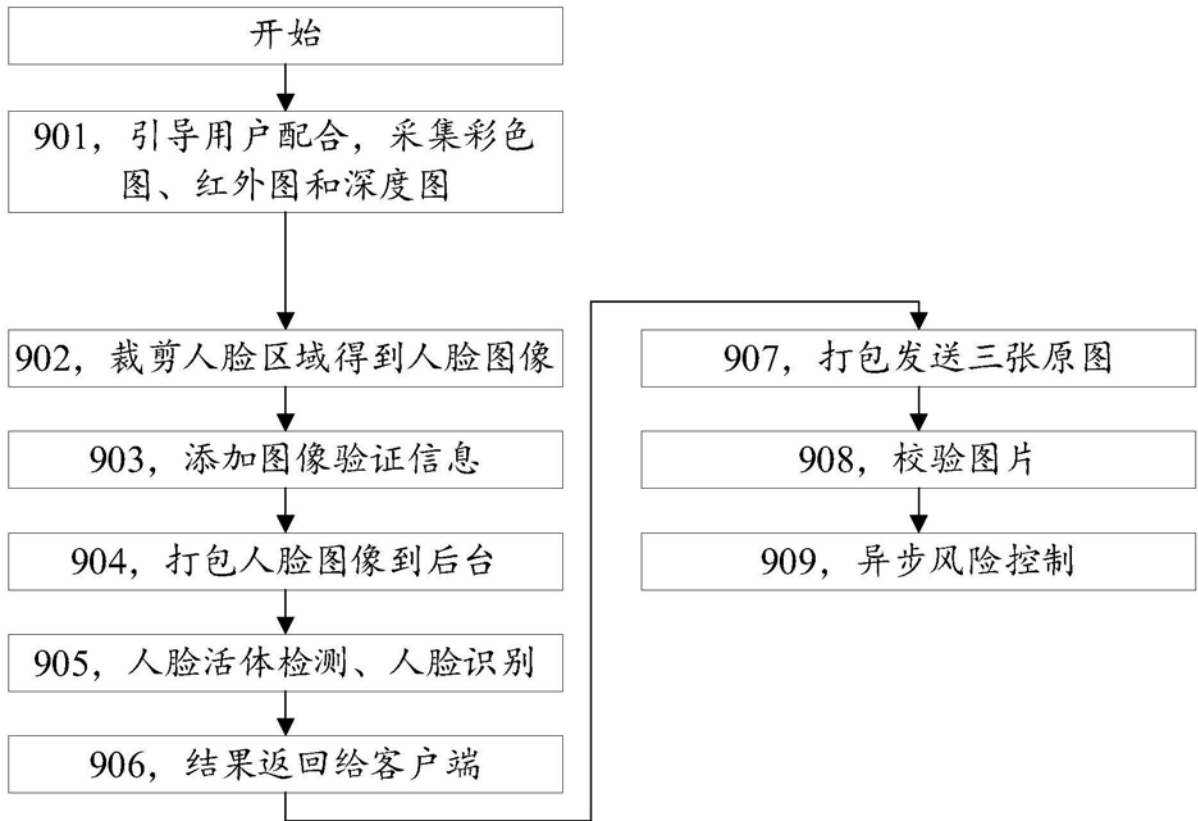 开始
901，引导用户配合，采集彩色
图、红外图和深度图
902，裁剪人脸区域得到人脸图像
903，添加图像验证信息
904，打包人脸图像到后台
905，人脸活体检测、人脸识别
906，结果返回给客户端
907，打包发送三张原图
908，校验图片
909，异步风险控制